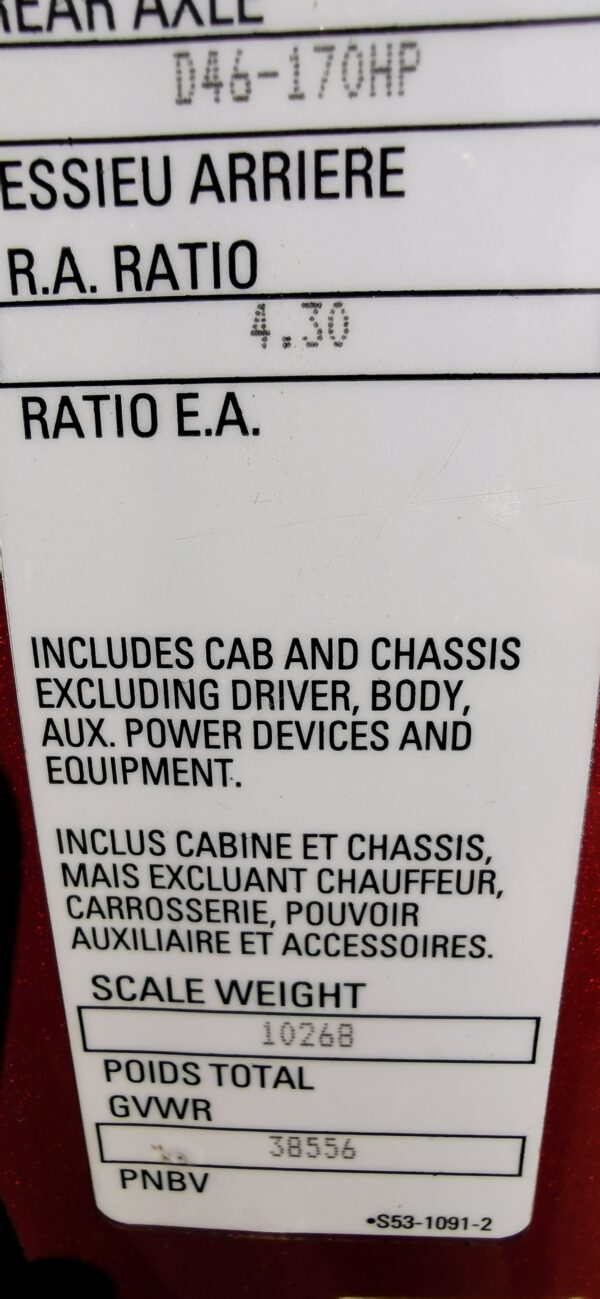 REAR AXLE
D46-170HP
ESSIEU ARRIERE
R.A. RATIO
4.30
RATIO E.A.
INCLUDES CAB AND CHASSIS
EXCLUDING DRIVER, BODY,
AUX. POWER DEVICES AND
EQUIPMENT.
INCLUS CABINE ET CHASSIS,
MAIS EXCLUANT CHAUFFEUR,
CARROSSERIE, POUVOIR
AUXILIAIRE ET ACCESSOIRES.
SCALE WEIGHT
10268
POIDS TOTAL
GVWR
38556
PNBV
•S53-1091-2